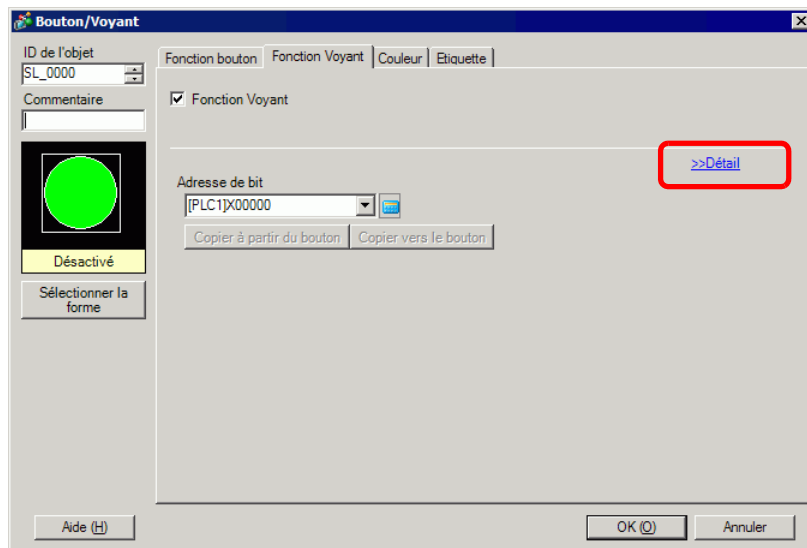 Bouton/Voyant
ID de l'objet
SL_0000
Commentaire
Désactivé
Sélectionner la
forme
Fonction bouton Fonction Voyant Couleur Etiquette
Fonction Voyant
>>Détail
Adresse de bit
[PLC1]X00000
Copier à partir du bouton Copier vers le bouton
Aide (H) OK (O) Annuler